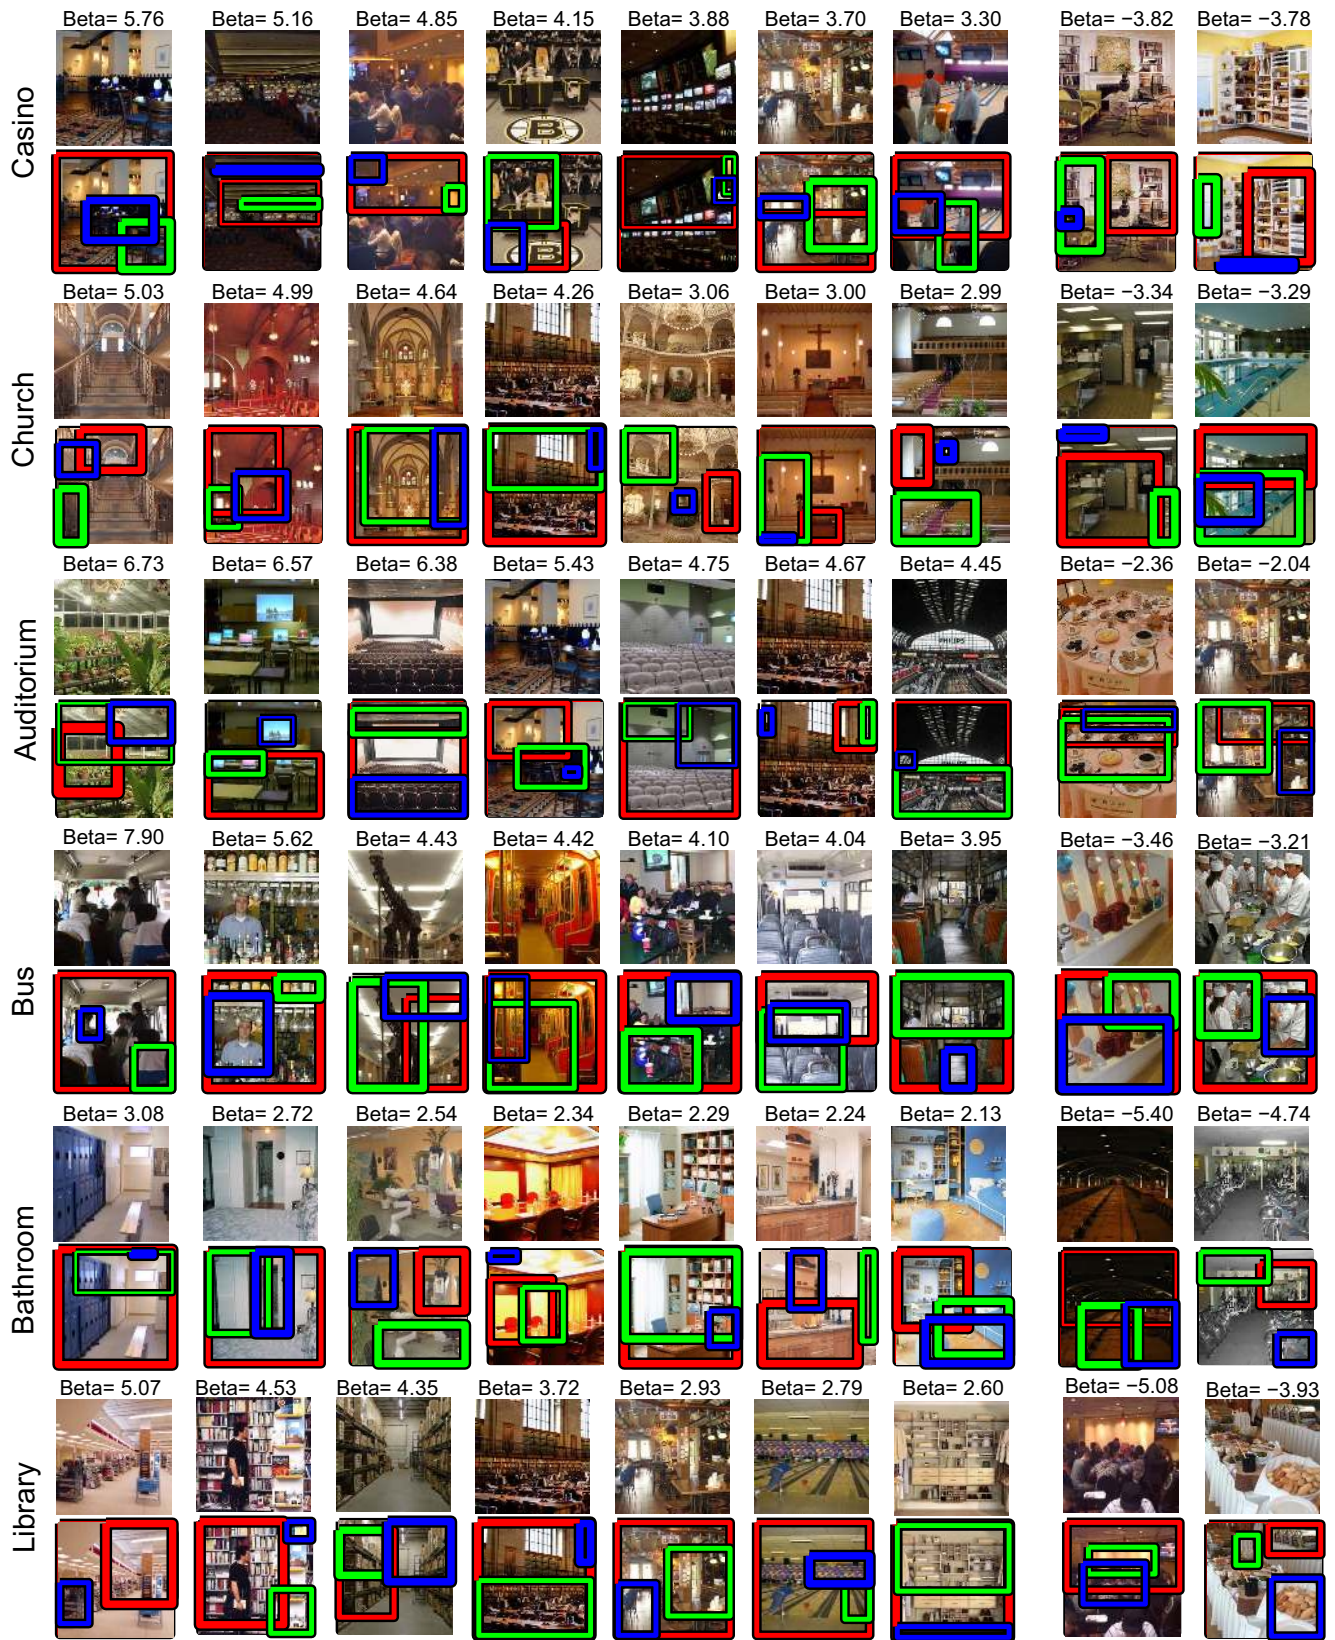 Casino
Beta= 5.76 Beta= 5.16 Beta= 4.85 Beta= 4.15 Beta= 3.88 Beta= 3.70 Beta= 3.30 Beta= −3.82 Beta= −3.78
B
B
Church
Beta= 5.03 Beta= 4.99 Beta= 4.64 Beta= 4.26 Beta= 3.06 Beta= 3.00 Beta= 2.99 Beta= −3.34 Beta= −3.29
Auditorium
Beta= 6.73 Beta= 6.57 Beta= 6.38 Beta= 5.43 Beta= 4.75 Beta= 4.67 Beta= 4.45 Beta= −2.36 Beta= −2.04
PHILIPS
Bus
Beta= 7.90 Beta= 5.62 Beta= 4.43 Beta= 4.42 Beta= 4.10 Beta= 4.04 Beta= 3.95 Beta= −3.46 Beta= −3.21
Bathroom
Beta= 3.08 Beta= 2.72 Beta= 2.54 Beta= 2.34 Beta= 2.29 Beta= 2.24 Beta= 2.13 Beta= −5.40 Beta= −4.74
Library
Beta= 5.07 Beta= 4.53 Beta= 4.35 Beta= 3.72 Beta= 2.93 Beta= 2.79 Beta= 2.60 Beta= −5.08 Beta= −3.93